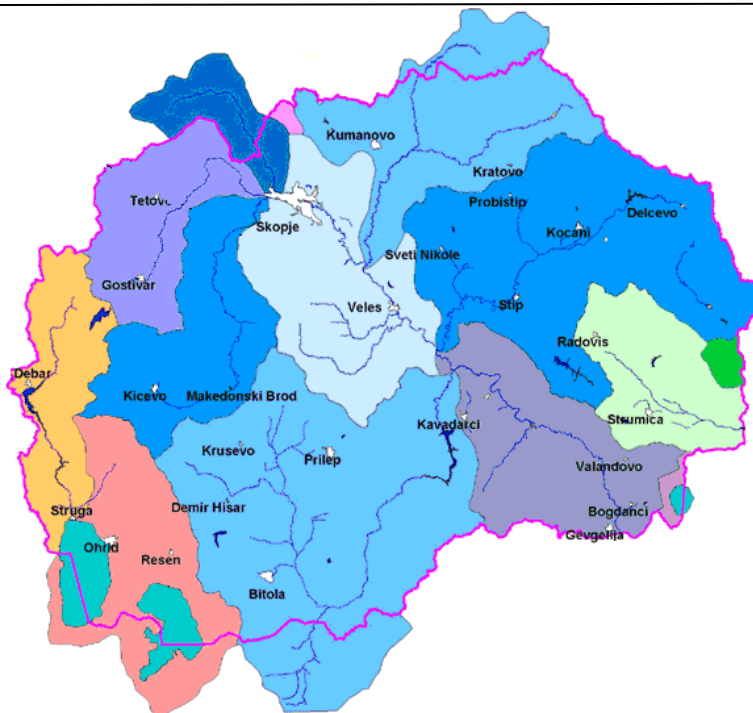 Kumanovo
Kratovo
Tetovo
Probistip
Delcevo
Skopje
Kocani
Sveti Nikole
Gostivar
Veles
Stip
Radovis
Debar
Kicevo
Makedonski Brod
Strumica
Kavadarci
Krusevo
Prilep
Valandovo
Demir Hisar
Struga
Bogdanci
Gevgelija
Ohrid
Resen
Bitola